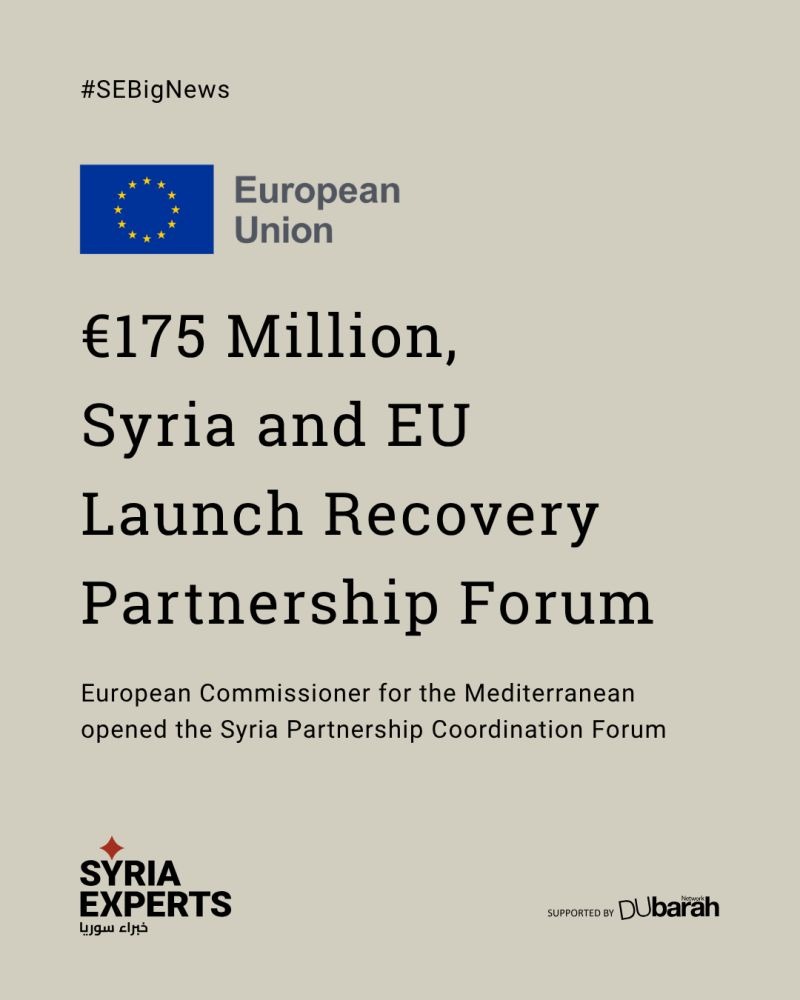 #SEBigNews
European
Union
€175 Million,
Syria and EU
Launch Recovery
Partnership Forum
European Commissioner for the Mediterranean
opened the Syria Partnership Coordination Forum
SYRIA
EXPERTS
خبراء سوريا
SUPPORTED BY DUbarah Network